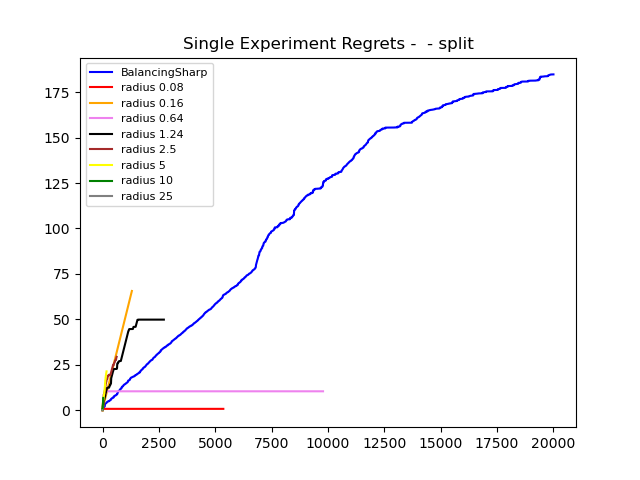 Single Experiment Regrets -  - split
BalancingSharp
radius 0.08
radius 0.16
radius 0.64
radius 1.24
radius 2.5
radius 5
radius 10
radius 25
175
150
125
100
75
50
25
0
0 2500 5000 7500 10000 12500 15000 17500 20000